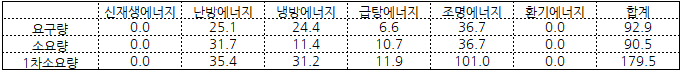 신재생에너지 난방에너지 냉방에너지 급탕에너지 조명에너지 환기에너지 합계
요구량 0.0 25.1 24.4 6.6 36.7 0.0 92.9
소요량 0.0 31.7 11.4 10.7 36.7 0.0 90.5
1차소요량 0.0 35.4 31.2 11.9 101.0 0.0 179.5